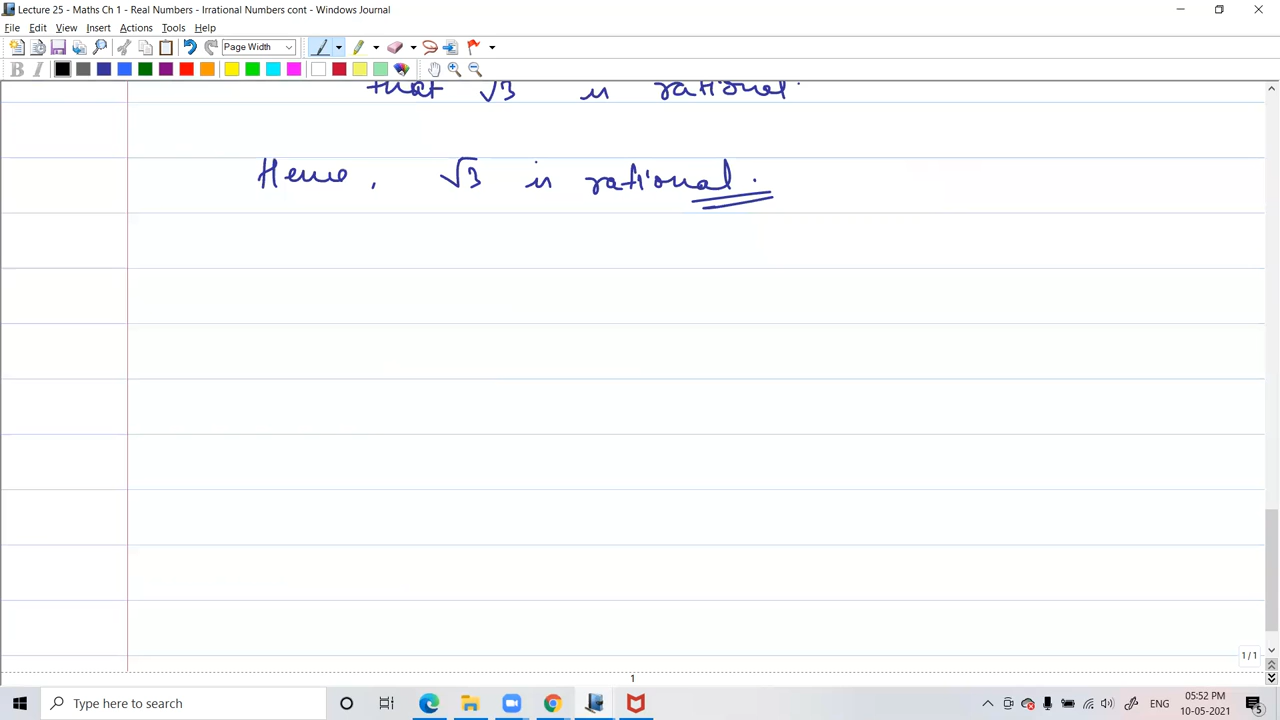 Lecture 25 - Maths Ch 1 - Real Numbers - Irrational Numbers cont - Windows Journal
File Edit View Insert Actions Tools Help
Page Width
B I
that √3 is rational.
Hence, √3 is rational.
1/1
1
Type here to search
ENG
05:52 PM
10-05-2021
5